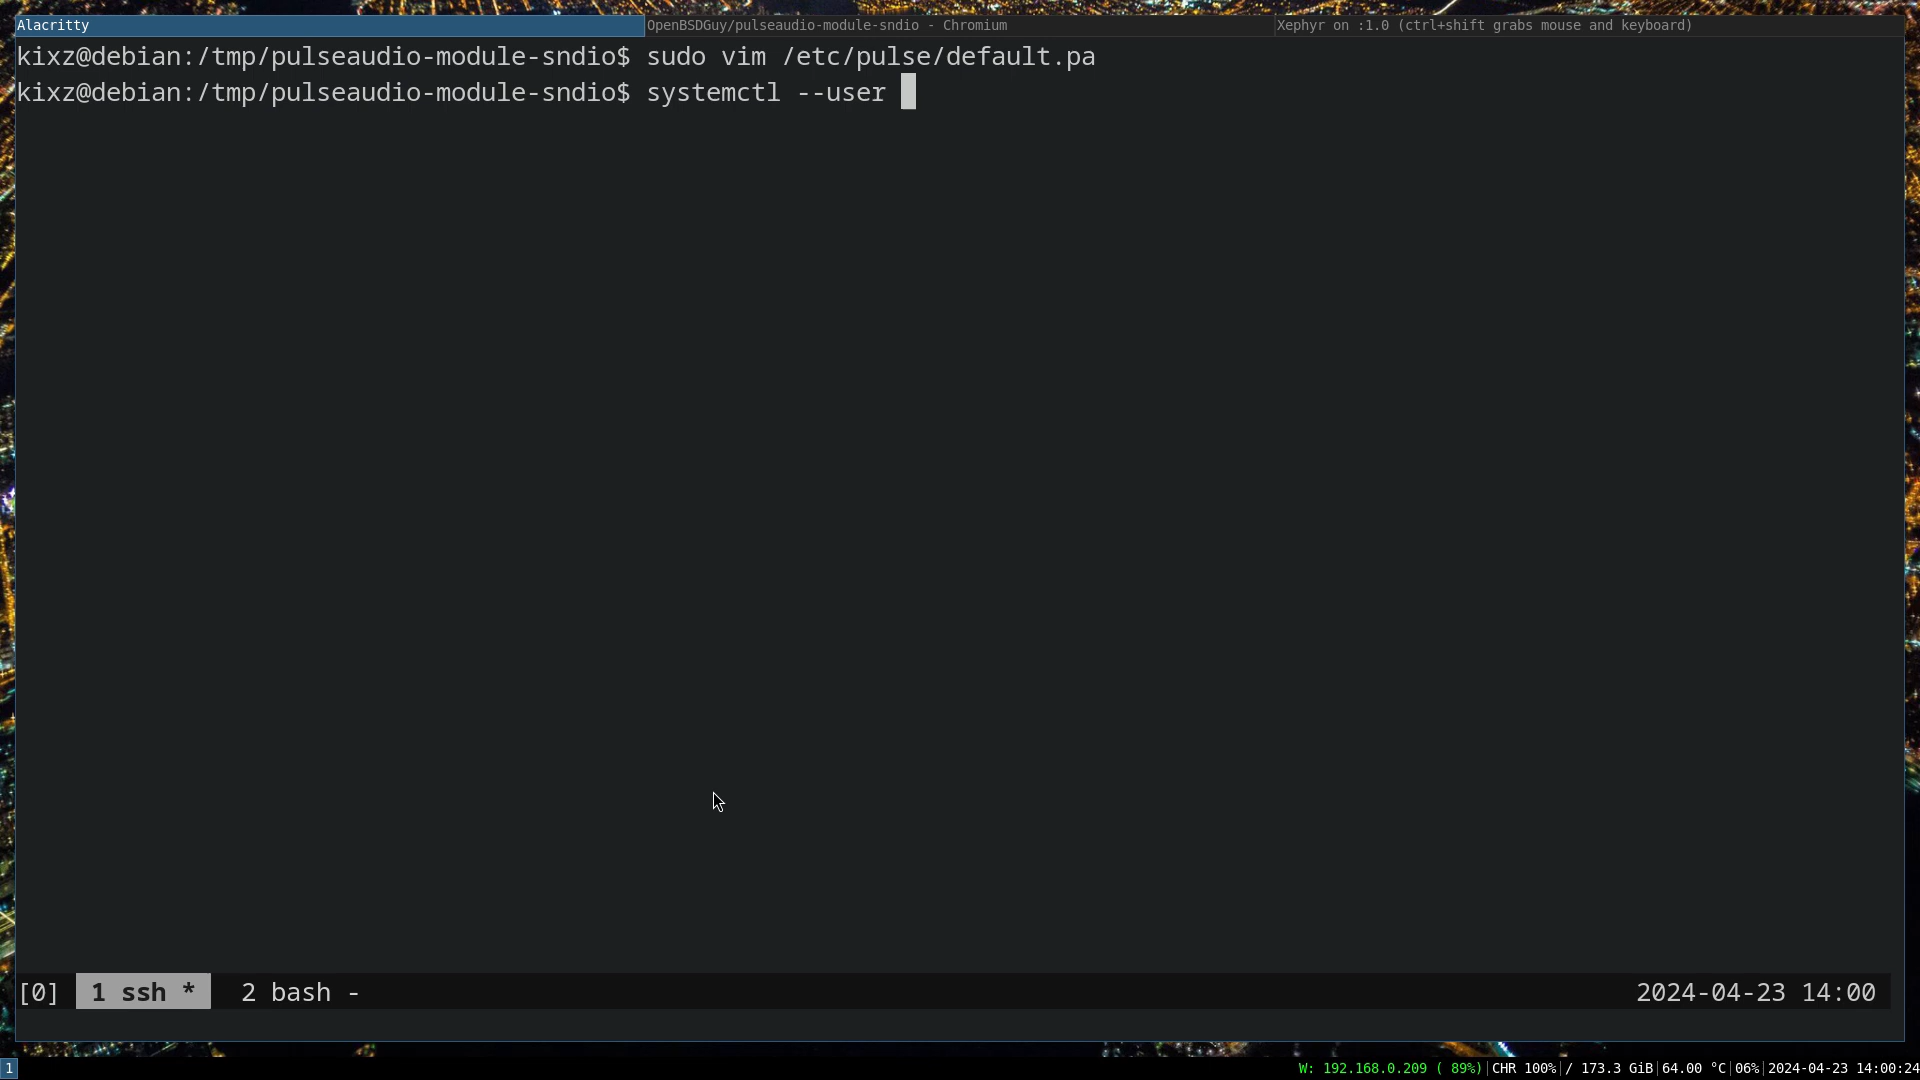 Alacritty
OpenBSDGuy/pulseaudio-module-sndio - Chromium
Xephyr on :1.0 (ctrl+shift grabs mouse and keyboard)
kixz@debian:/tmp/pulseaudio-module-sndio$ sudo vim /etc/pulse/default.pa
kixz@debian:/tmp/pulseaudio-module-sndio$ systemctl --user
[0] 1 ssh * 2 bash - 2024-04-23 14:00
1 W: 192.168.0.209 ( 89%)|CHR 100%|/ 173.3 GiB|64.00 °C|06%|2024-04-23 14:00:24